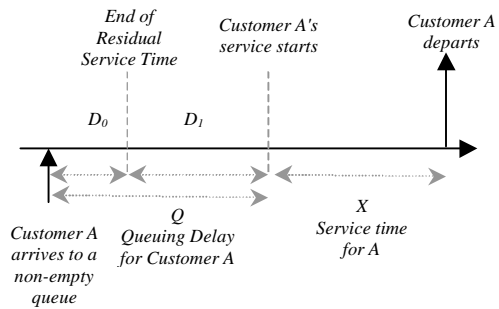 End of
Residual
Service Time
Customer A's
service starts
Customer A
departs
D0
D1
Customer A
arrives to a
non-empty
queue
Q
Queuing Delay
for Customer A
X
Service time
for A